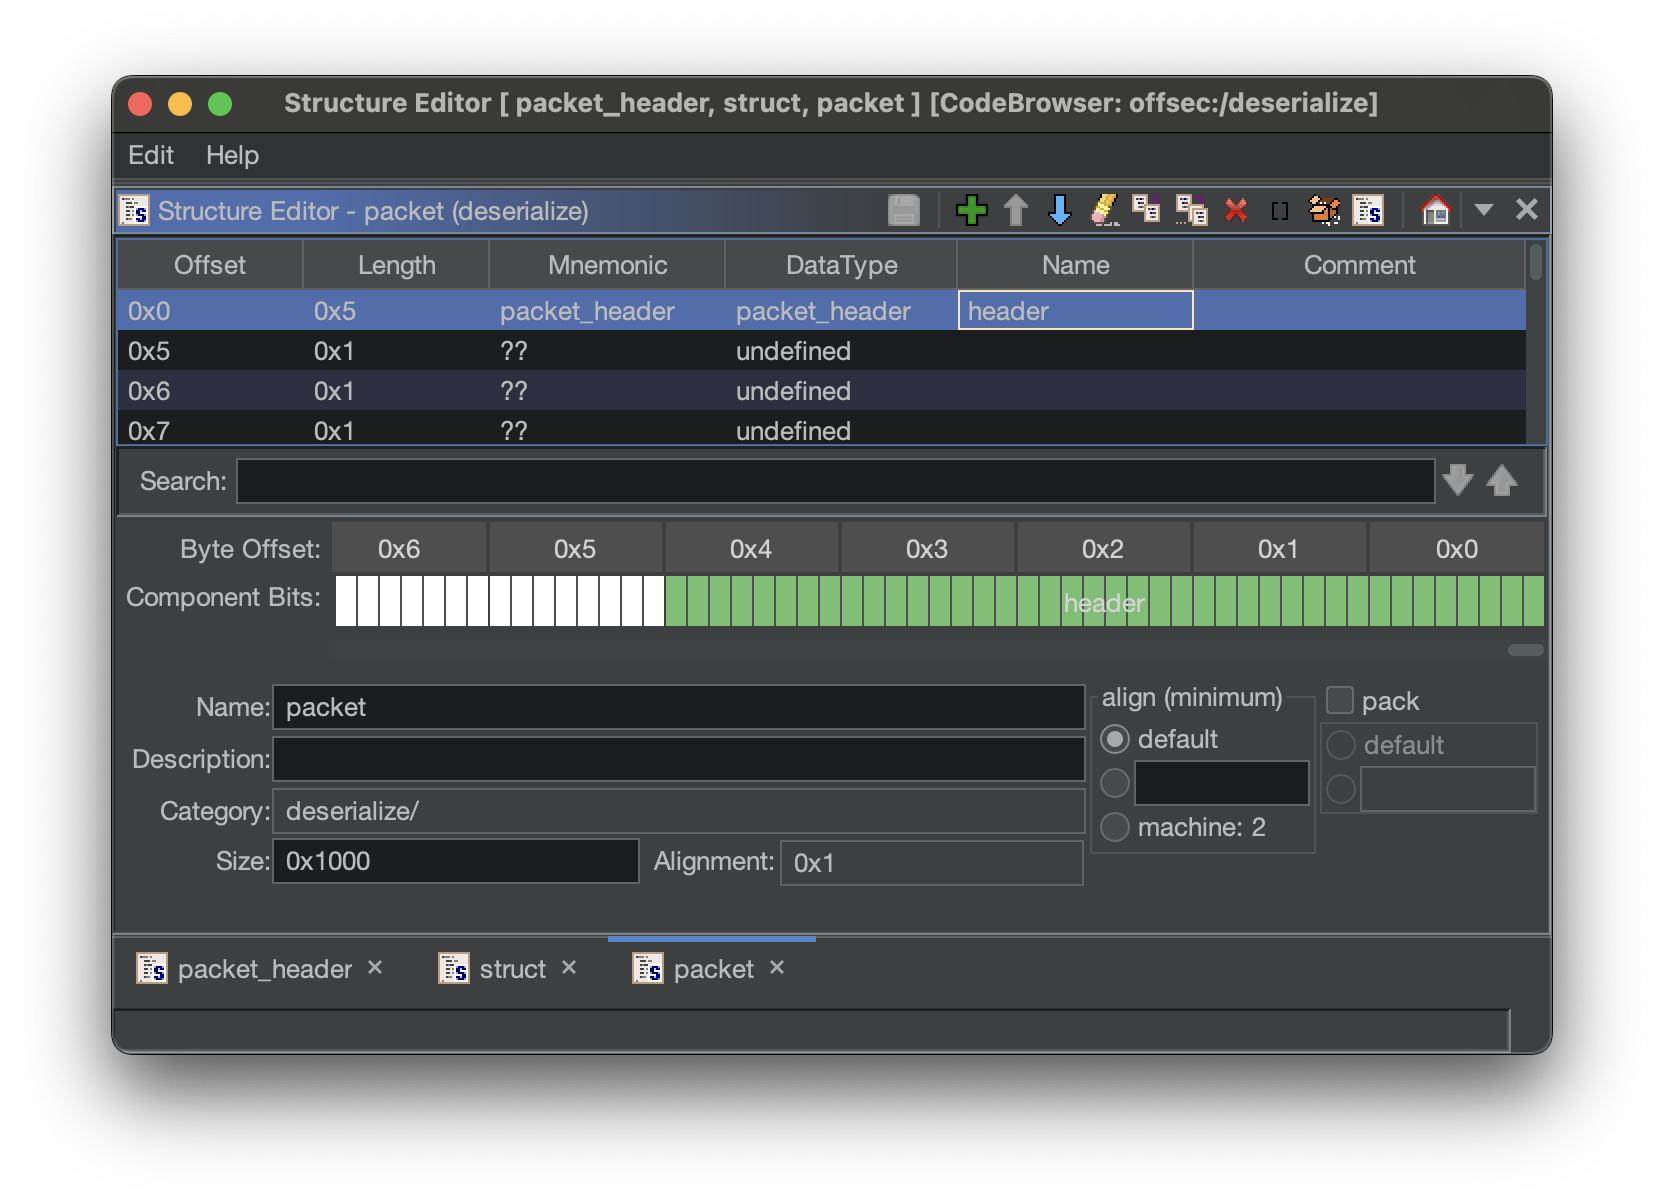 Structure Editor [ packet_header, struct, packet ] [CodeBrowser: offsec:/deserialize]
Edit Help
Structure Editor - packet (deserialize)
Offset Length Mnemonic DataType Name Comment
0x0 0x5 packet_header packet_header header
0x5 0x1 ?? undefined
0x6 0x1 ?? undefined
0x7 0x1 ?? undefined
Search:
Byte Offset: 0x6 0x5 0x4 0x3 0x2 0x1 0x0
Component Bits: header
Name: packet
Description:
Category: deserialize/
Size: 0x1000 Alignment: 0x1
align (minimum)
default
machine: 2
pack
default
packet_header struct packet